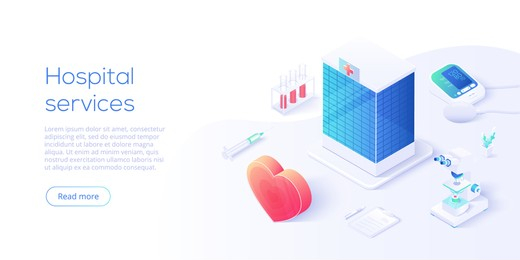 Hospital
services
Lorem ipsum dolor sit amet, consectetur
adipiscing elit, sed do eiusmod tempor
incididunt ut labore et dolore magna
aliqua. Ut enim ad minim veniam, quis
nostrud exercitation ullamco laboris nisi
ut aliquip ex ea commodo consequat.
Read more